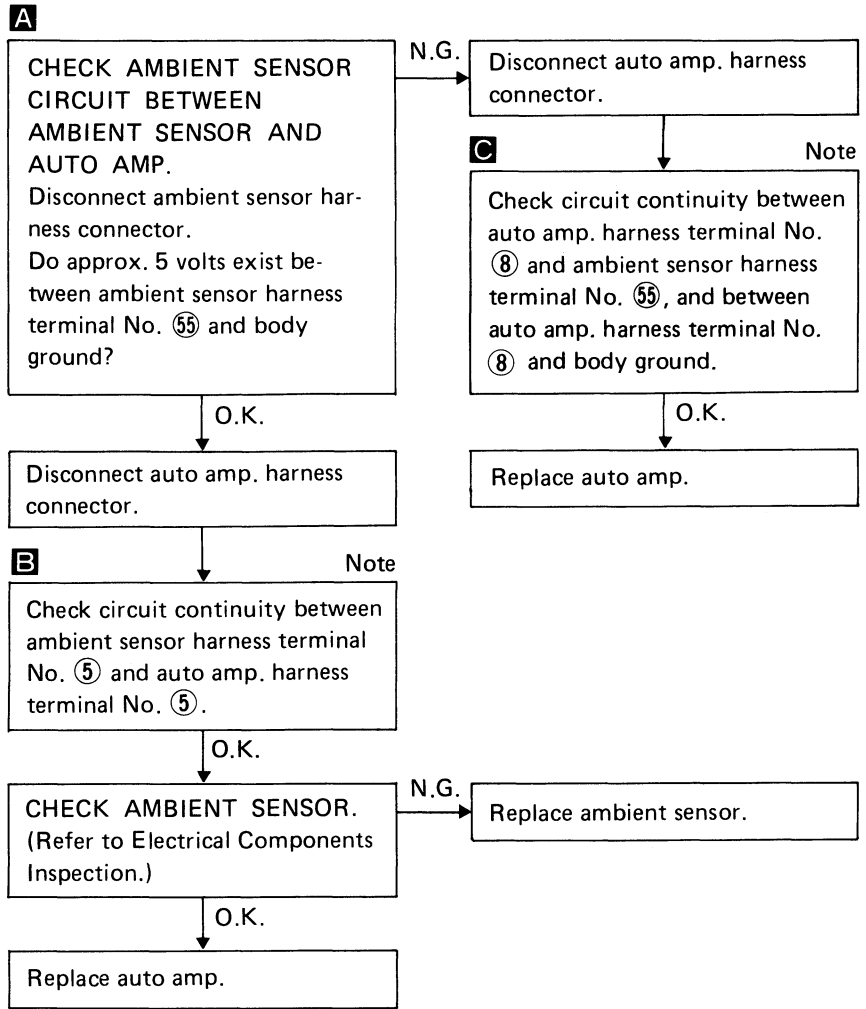 A
CHECK AMBIENT SENSOR
CIRCUIT BETWEEN
AMBIENT SENSOR AND
AUTO AMP.
Disconnect ambient sensor har-
ness connector.
Do approx. 5 volts exist be-
tween ambient sensor harness
terminal No. 55 and body
ground?
N.G.
Disconnect auto amp. harness
connector.
C
Note
Check circuit continuity between
auto amp. harness terminal No.
8 and ambient sensor harness
terminal No. 55, and between
auto amp. harness terminal No.
8 and body ground.
O.K.
Replace auto amp.
O.K.
Disconnect auto amp. harness
connector.
B
Note
Check circuit continuity between
ambient sensor harness terminal
No. 5 and auto amp. harness
terminal No. 5.
O.K.
CHECK AMBIENT SENSOR.
(Refer to Electrical Components
Inspection.)
N.G.
Replace ambient sensor.
O.K.
Replace auto amp.